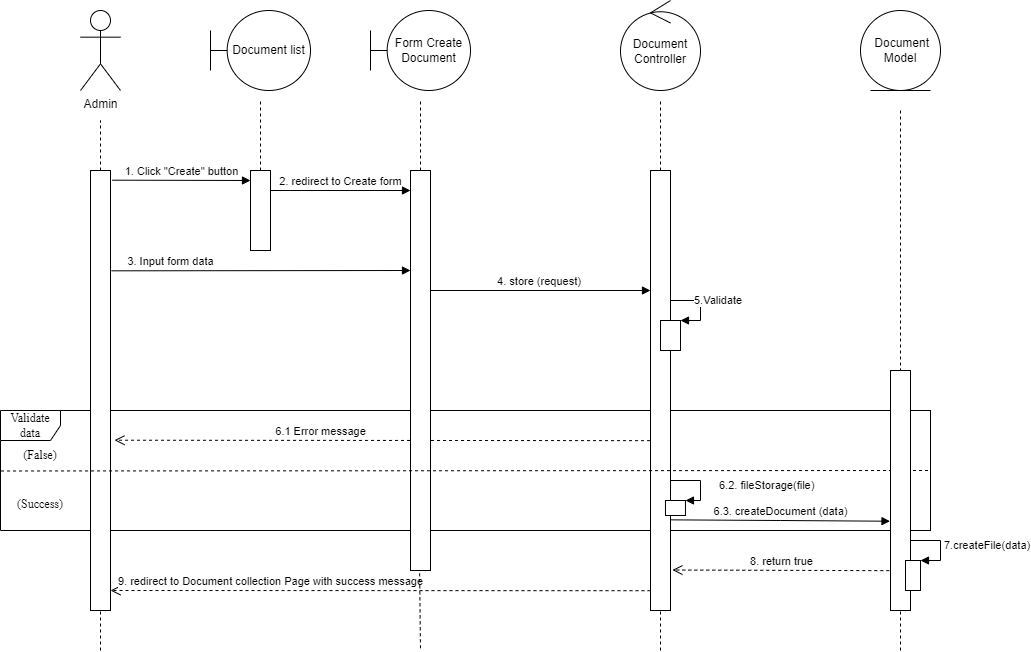 Admin
Document list
Form Create
Document
Document
Controller
Document
Model
1. Click "Create" button
2. redirect to Create form
3. Input form data
4. store (request)
5.Validate
Validate
data
(False)
6.1 Error message
(Success)
6.2. fileStorage(file)
6.3. createDocument (data)
7.createFile(data)
8. return true
9. redirect to Document collection Page with success message